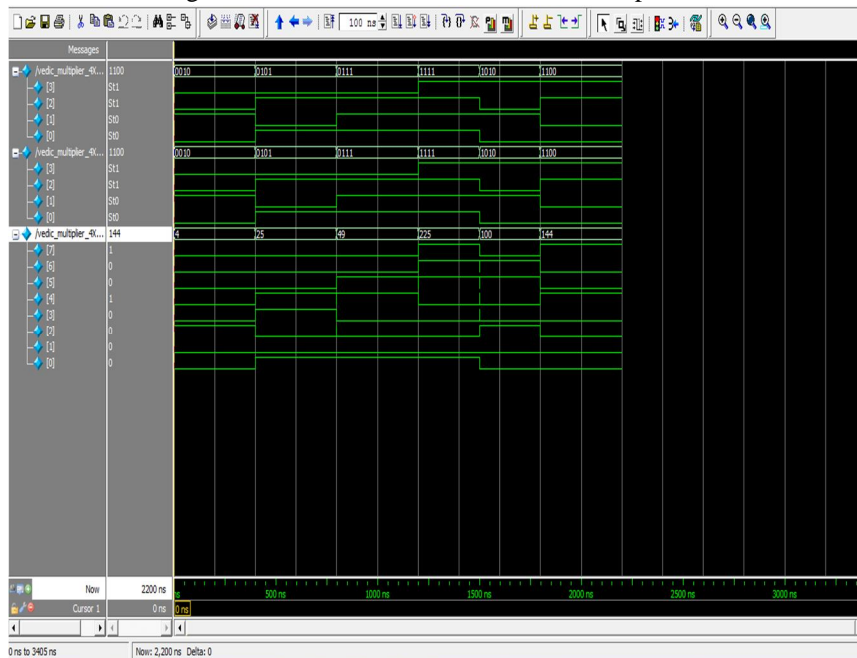 100 ns
Messages
/vedic_multiplier_4X... 1100 0010 0101 0111 1111 1010 1100
[3] St1
[2] St1
[1] St0
[0] St0
/vedic_multiplier_4X... 1100 0010 0101 0111 1111 1010 1100
[3] St1
[2] St1
[1] St0
[0] St0
/vedic_multiplier_4X... 144 4 25 49 225 100 144
[7] 1
[6] 0
[5] 0
[4] 1
[3] 0
[2] 0
[1] 0
[0] 0
Now 2200 ns ns 500 ns 1000 ns 1500 ns 2000 ns 2500 ns 3000 ns
Cursor 1 0 ns 0 ns
0 ns to 3405 ns Now: 2,200 ns Delta: 0